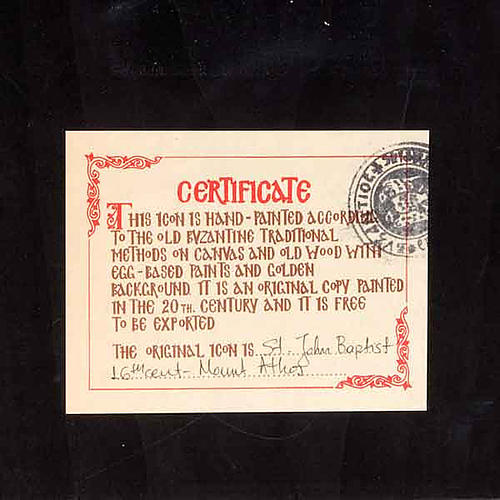 CERTIFICATE
THIS ICON IS HAND-PAINTED ACCORDING
TO THE OLD BYZANTINE TRADITIONAL
METHODS ON CANVAS AND OLD WOOD WITH
EGG-BASED PAINTS AND GOLDEN
BACKGROUND. IT IS AN ORIGINAL COPY PAINTED
IN THE 20TH. CENTURY AND IT IS FREE
TO BE EXPORTED
THE ORIGINAL ICON IS. St. John Baptist
16th cent- Mount Athos